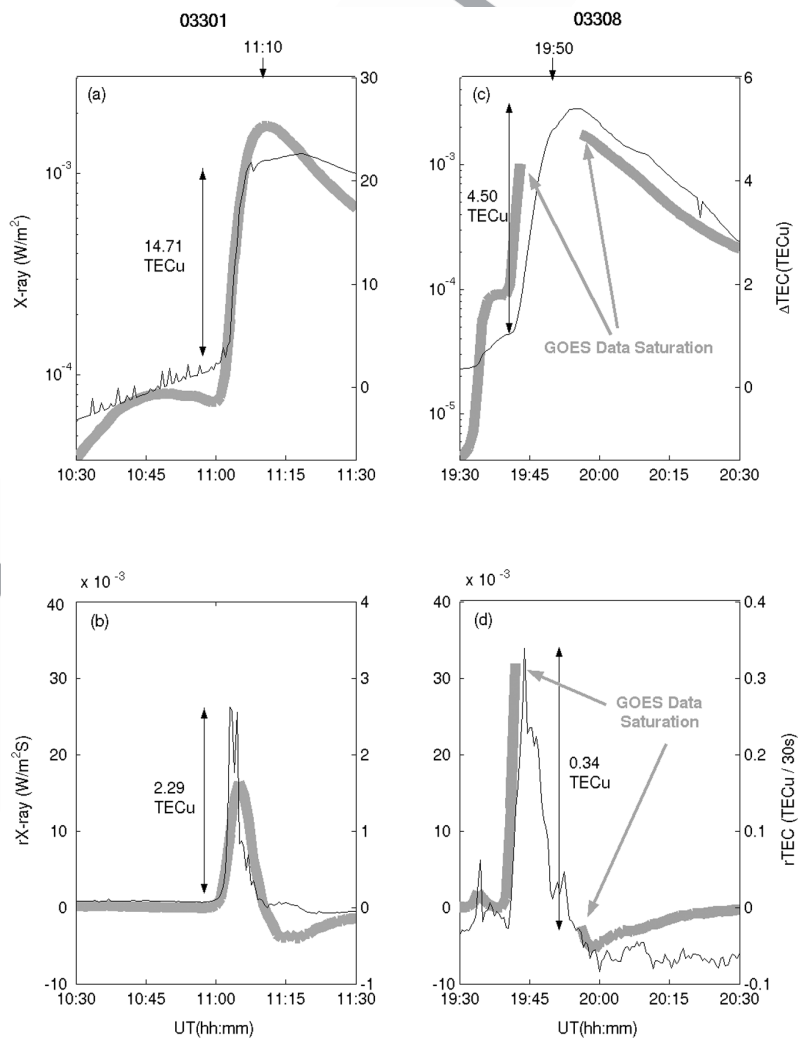 03301
03308
11:10
19:50
(a)
(c)
X-ray (W/m²)
10⁻³
10⁻⁴
30
20
10
0
14.71
TECu
10:30 10:45 11:00 11:15 11:30
10⁻³
10⁻⁴
10⁻⁵
6
4
2
0
ΔTEC(TECu)
4.50
TECu
GOES Data Saturation
19:30 19:45 20:00 20:15 20:30
x 10 ⁻³
x 10 ⁻³
(b)
(d)
rX-ray (W/m²S)
40
30
20
10
0
-10
4
3
2
1
0
-1
2.29
TECu
10:30 10:45 11:00 11:15 11:30
UT(hh:mm)
40
30
20
10
0
-10
0.4
0.3
0.2
0.1
0
-0.1
rTEC (TECu / 30s)
GOES Data
Saturation
0.34
TECu
19:30 19:45 20:00 20:15 20:30
UT(hh:mm)